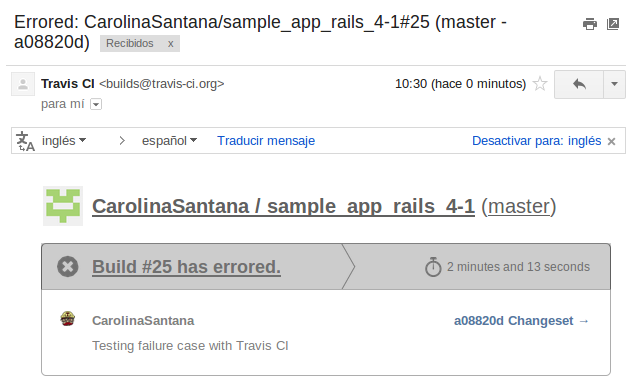 Errored: CarolinaSantana/sample_app_rails_4-1#25 (master -
a08820d) Recibidos x
Travis CI <builds@travis-ci.org> 10:30 (hace 0 minutos)
para mí
inglés > español Traducir mensaje Desactivar para: inglés x
CarolinaSantana / sample_app_rails_4-1 (master)
Build #25 has errored. 2 minutes and 13 seconds
CarolinaSantana a08820d Changeset →
Testing failure case with Travis CI